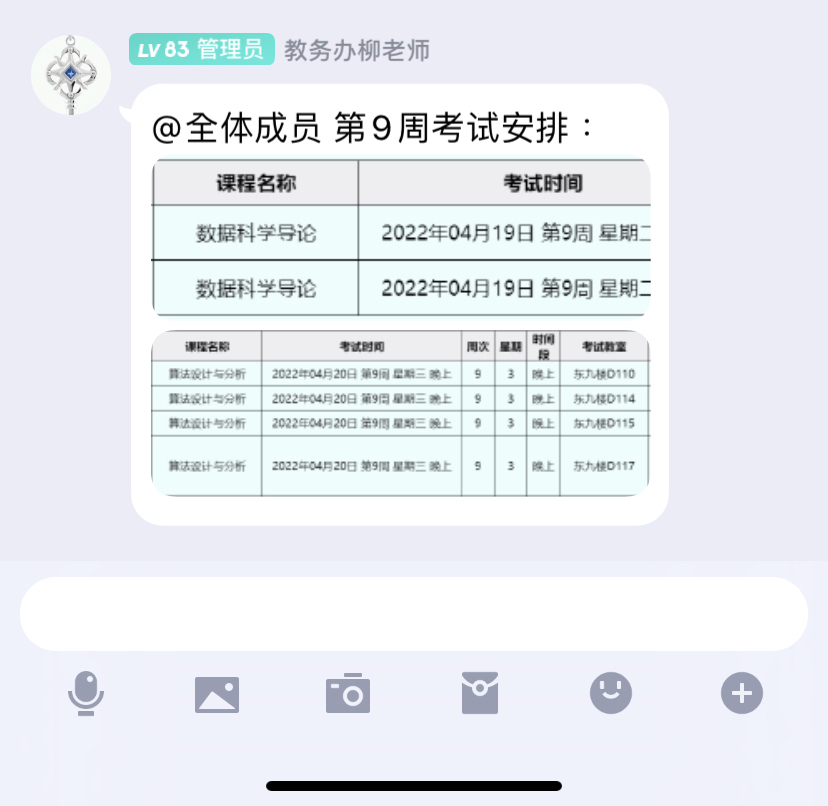 LV 83 管理员 教务办柳老师
@全体成员 第9周考试安排：
课程名称 考试时间
数据科学导论 2022年04月19日 第9周 星期二
数据科学导论 2022年04月19日 第9周 星期二
课程名称 考试时间 周次 星期 时间段 考试教室
算法设计与分析 2022年04月20日 第9周 星期三 晚上 9 3 晚上 东九楼D110
算法设计与分析 2022年04月20日 第9周 星期三 晚上 9 3 晚上 东九楼D114
算法设计与分析 2022年04月20日 第9周 星期三 晚上 9 3 晚上 东九楼D115
算法设计与分析 2022年04月20日 第9周 星期三 晚上 9 3 晚上 东九楼D117